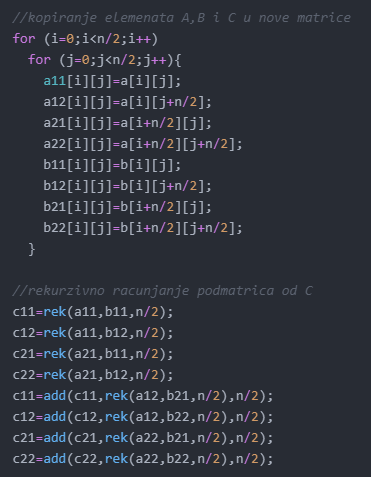 //kopiranje elemenata A,B i C u nove matrice
for (i=0;i<n/2;i++)
  for (j=0;j<n/2;j++){
    a11[i][j]=a[i][j];
    a12[i][j]=a[i][j+n/2];
    a21[i][j]=a[i+n/2][j];
    a22[i][j]=a[i+n/2][j+n/2];
    b11[i][j]=b[i][j];
    b12[i][j]=b[i][j+n/2];
    b21[i][j]=b[i+n/2][j];
    b22[i][j]=b[i+n/2][j+n/2];
  }

//rekurzivno racunjanje podmatrica od C
c11=rek(a11,b11,n/2);
c12=rek(a11,b12,n/2);
c21=rek(a21,b11,n/2);
c22=rek(a21,b12,n/2);
c11=add(c11,rek(a12,b21,n/2),n/2);
c12=add(c12,rek(a12,b22,n/2),n/2);
c21=add(c21,rek(a22,b21,n/2),n/2);
c22=add(c22,rek(a22,b22,n/2),n/2);